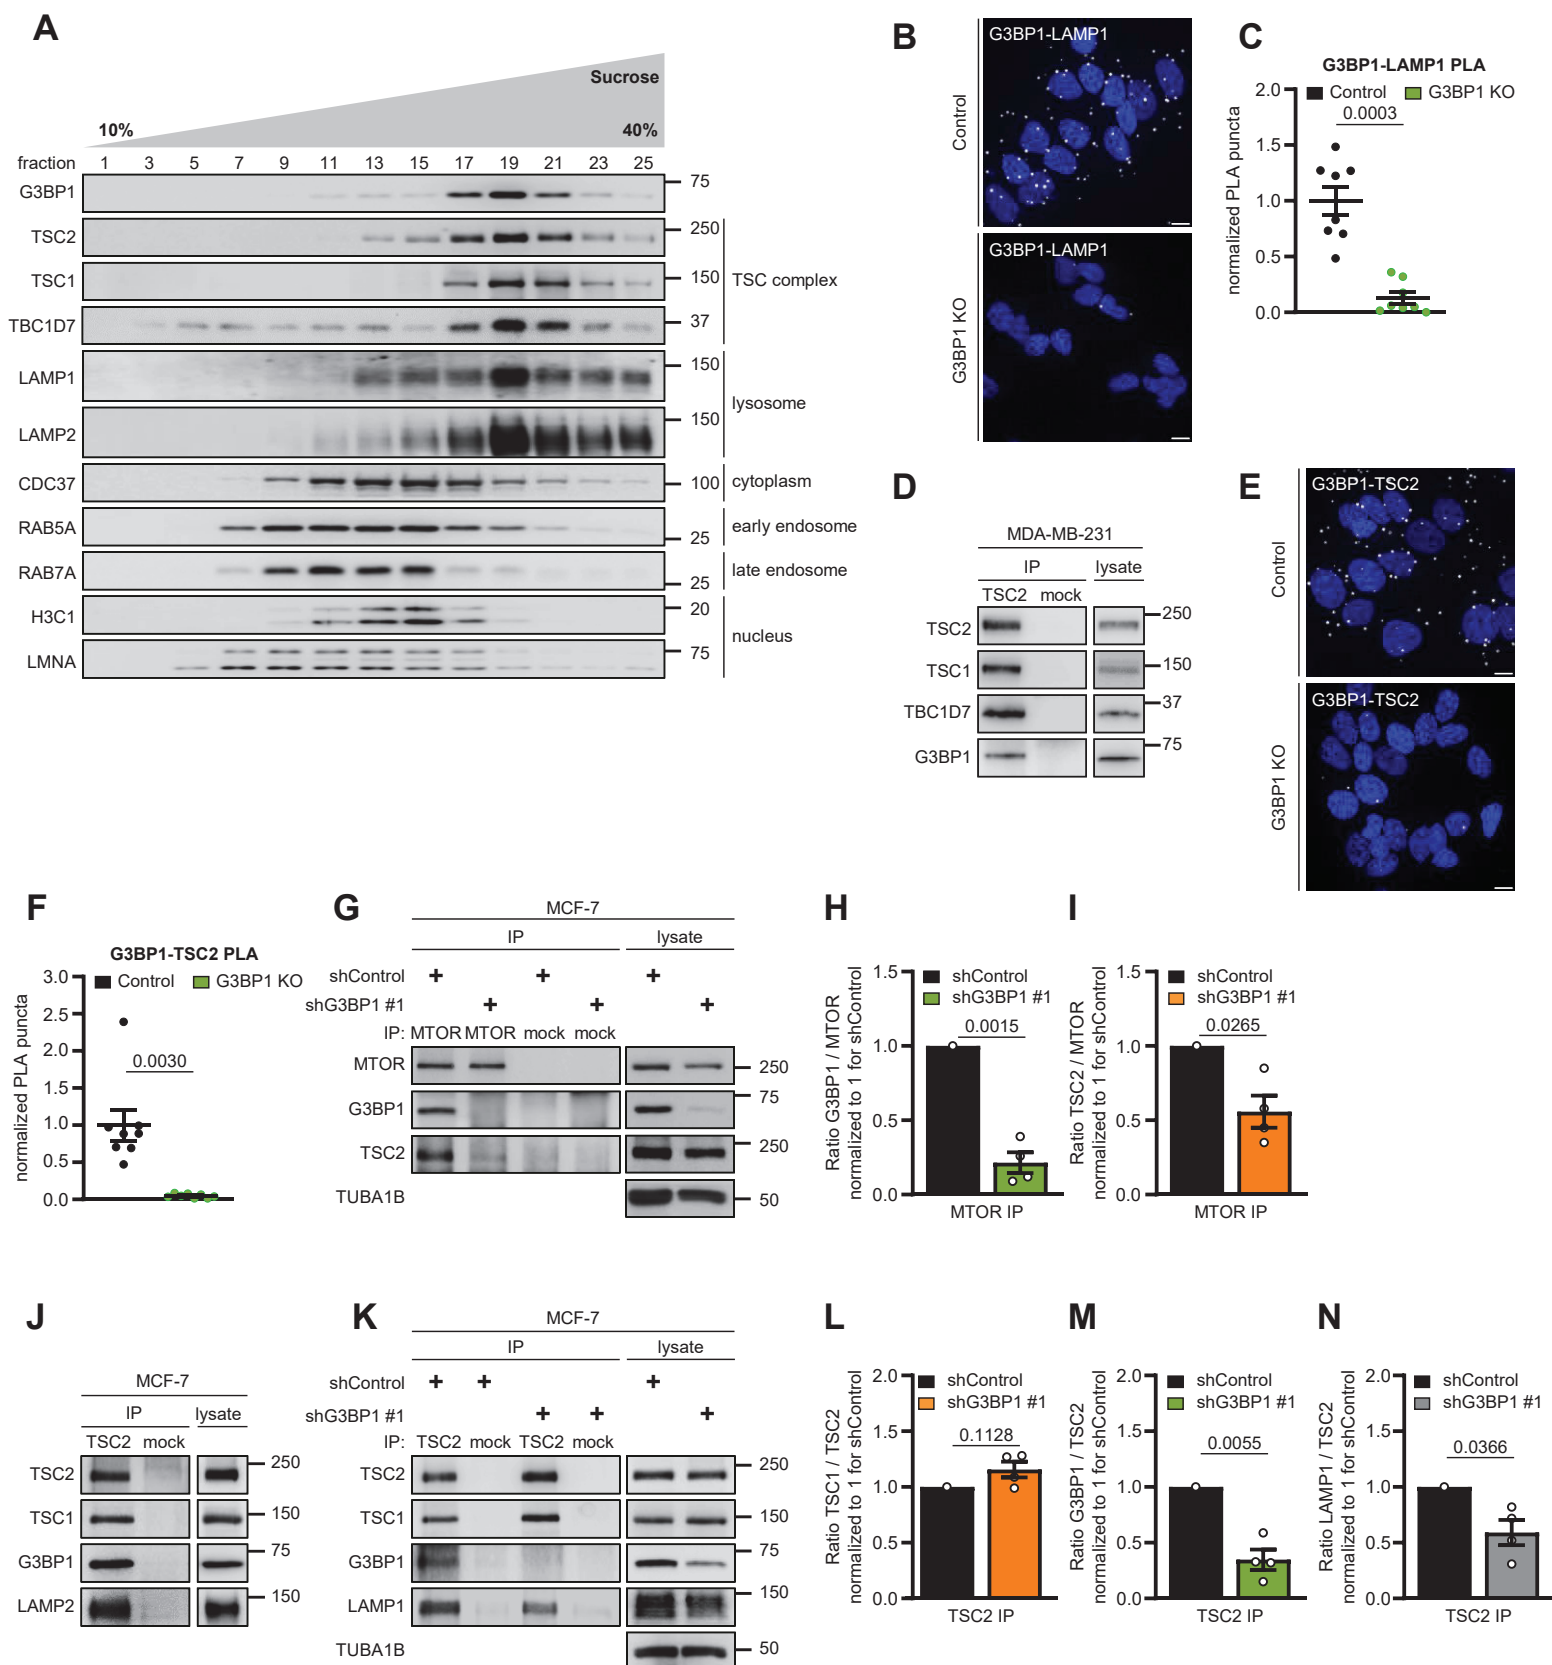 A
Sucrose
10%
40%
fraction 1 3 5 7 9 11 13 15 17 19 21 23 25
G3BP1 75
TSC2 250
TSC1 150
TBC1D7 37
TSC complex
LAMP1 150
LAMP2 150
lysosome
CDC37 100 cytoplasm
RAB5A 25 early endosome
RAB7A 25 late endosome
H3C1 20
LMNA 75
nucleus
B
Control
G3BP1-LAMP1
G3BP1 KO
G3BP1-LAMP1
C
G3BP1-LAMP1 PLA
Control G3BP1 KO
0.0003
normalized PLA puncta
2.0
1.5
1.0
0.5
0.0
D
MDA-MB-231
IP lysate
TSC2 mock
TSC2 250
TSC1 150
TBC1D7 37
G3BP1 75
E
Control
G3BP1-TSC2
G3BP1 KO
G3BP1-TSC2
F
G3BP1-TSC2 PLA
Control G3BP1 KO
0.0030
normalized PLA puncta
3.0
2.5
2.0
1.5
1.0
0.5
0.0
G
MCF-7
IP lysate
shControl + + +
shG3BP1 #1 + + +
IP: MTOR MTOR mock mock
MTOR 250
G3BP1 75
TSC2 250
TUBA1B 50
H
shControl
shG3BP1 #1
0.0015
Ratio G3BP1 / MTOR
normalized to 1 for shControl
1.5
1.0
0.5
0.0
MTOR IP
I
shControl
shG3BP1 #1
0.0265
Ratio TSC2 / MTOR
normalized to 1 for shControl
1.5
1.0
0.5
0.0
MTOR IP
J
MCF-7
IP lysate
TSC2 mock
TSC2 250
TSC1 150
G3BP1 75
LAMP2 150
K
MCF-7
IP lysate
shControl + + +
shG3BP1 #1 + + +
IP: TSC2 mock TSC2 mock
TSC2 250
TSC1 150
G3BP1 75
LAMP1 150
TUBA1B 50
L
shControl
shG3BP1 #1
0.1128
Ratio TSC1 / TSC2
normalized to 1 for shControl
2.0
1.5
1.0
0.5
0.0
TSC2 IP
M
shControl
shG3BP1 #1
0.0055
Ratio G3BP1 / TSC2
normalized to 1 for shControl
2.0
1.5
1.0
0.5
0.0
TSC2 IP
N
shControl
shG3BP1 #1
0.0366
Ratio LAMP1 / TSC2
normalized to 1 for shControl
2.0
1.5
1.0
0.5
0.0
TSC2 IP